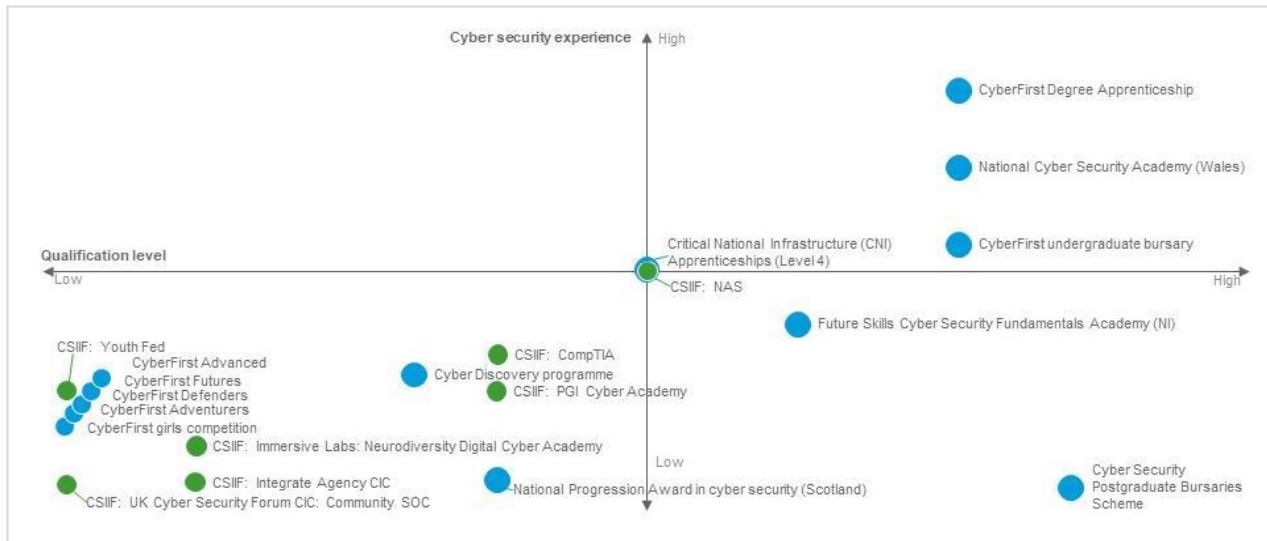 Cyber security experience
High
CyberFirst Degree Apprenticeship
National Cyber Security Academy (Wales)
Critical National Infrastructure (CNI)
Apprenticeships (Level 4)
CyberFirst undergraduate bursary
Qualification level
Low
High
CSIIF: NAS
Future Skills Cyber Security Fundamentals Academy (NI)
CSIIF: Youth Fed
CyberFirst Advanced
CyberFirst Futures
CyberFirst Defenders
CyberFirst Adventurers
CyberFirst girls competition
CSIIF: CompTIA
Cyber Discovery programme
CSIIF: PGI Cyber Academy
CSIIF: Immersive Labs: Neurodiversity Digital Cyber Academy
Low
CSIIF: Integrate Agency CIC
CSIIF: UK Cyber Security Forum CIC: Community SOC
National Progression Award in cyber security (Scotland)
Cyber Security
Postgraduate Bursaries
Scheme